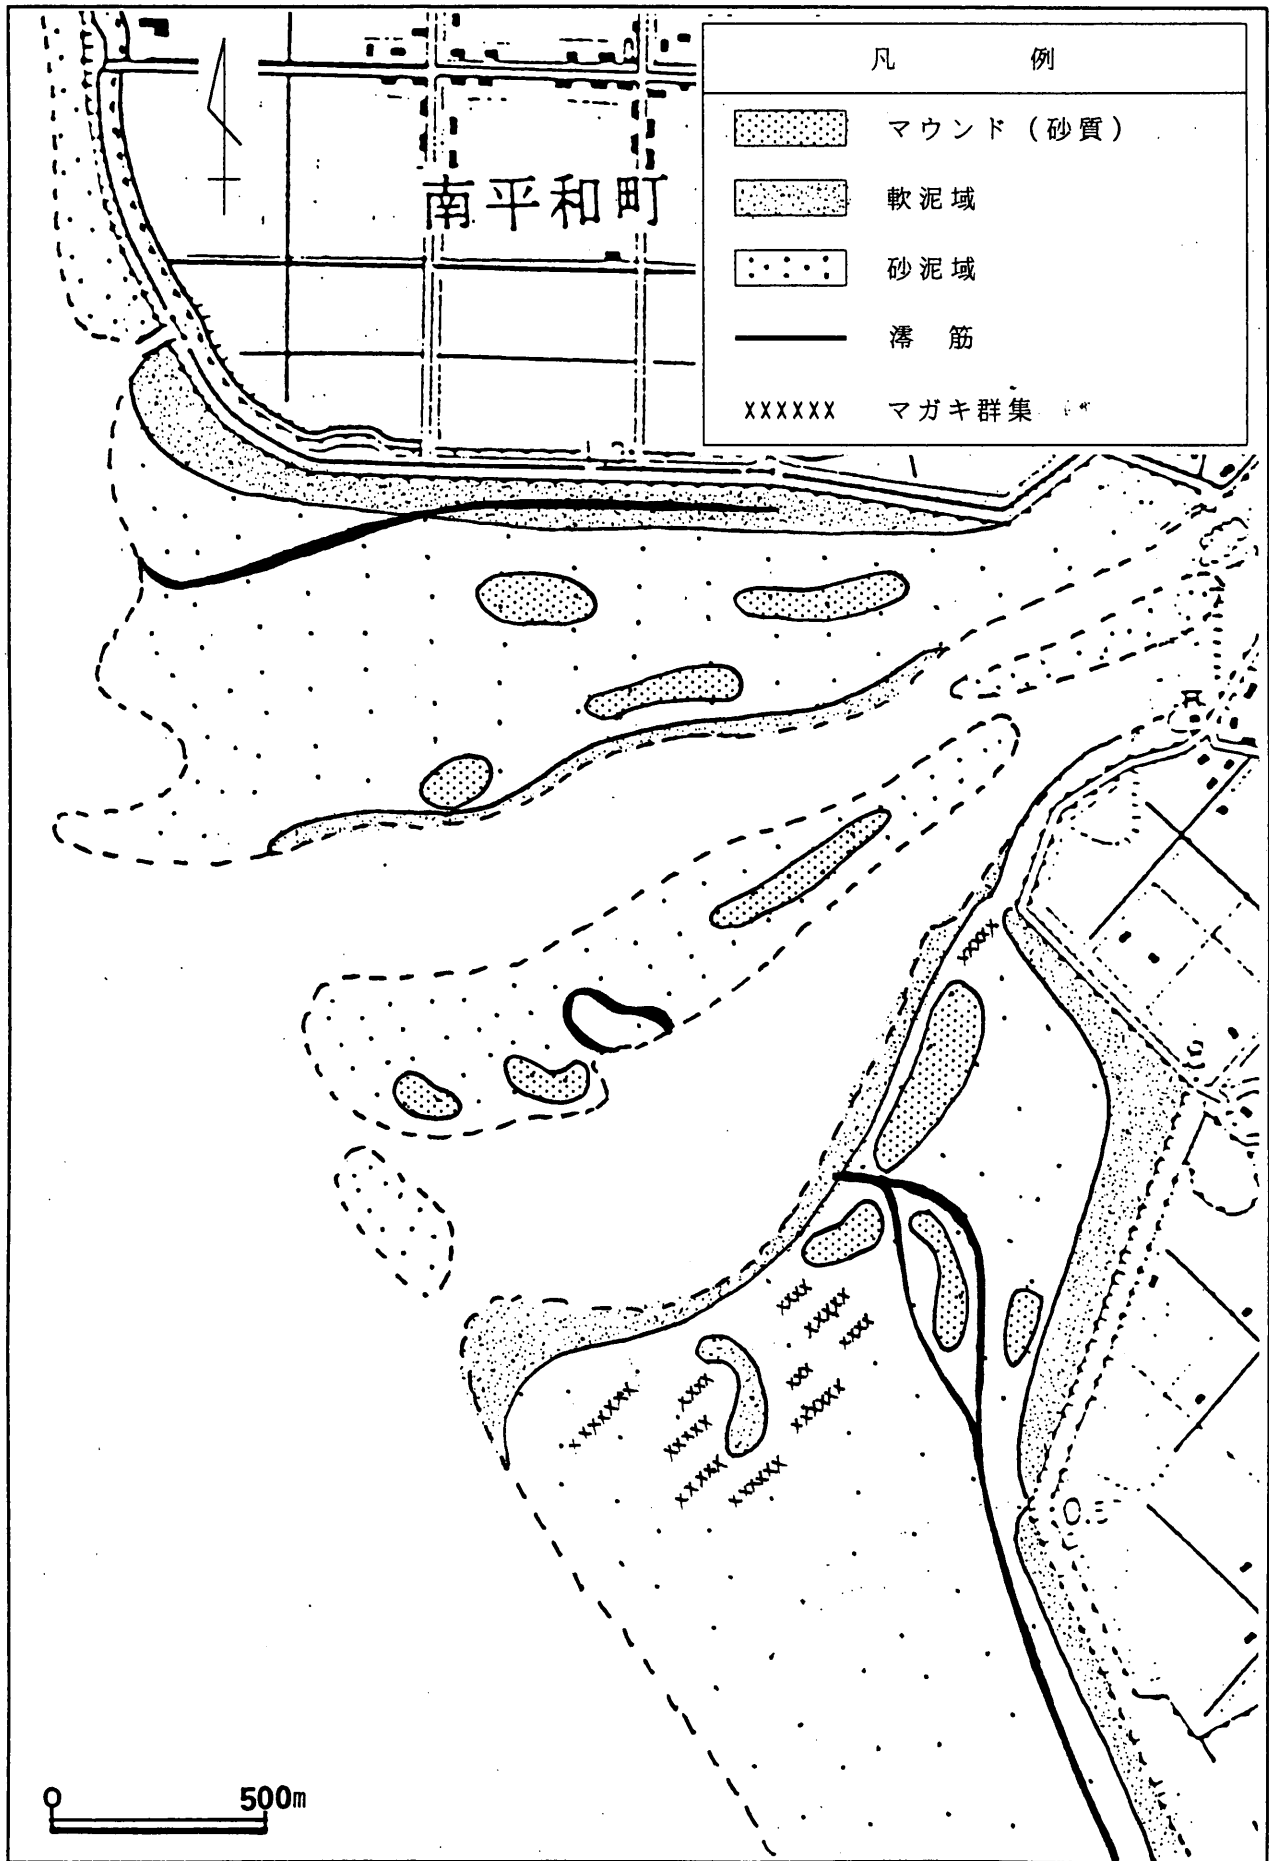 凡　例
マウンド（砂質）
軟泥域
砂泥域
澪　筋
xxxxxx マガキ群集
南平和町
0 500m